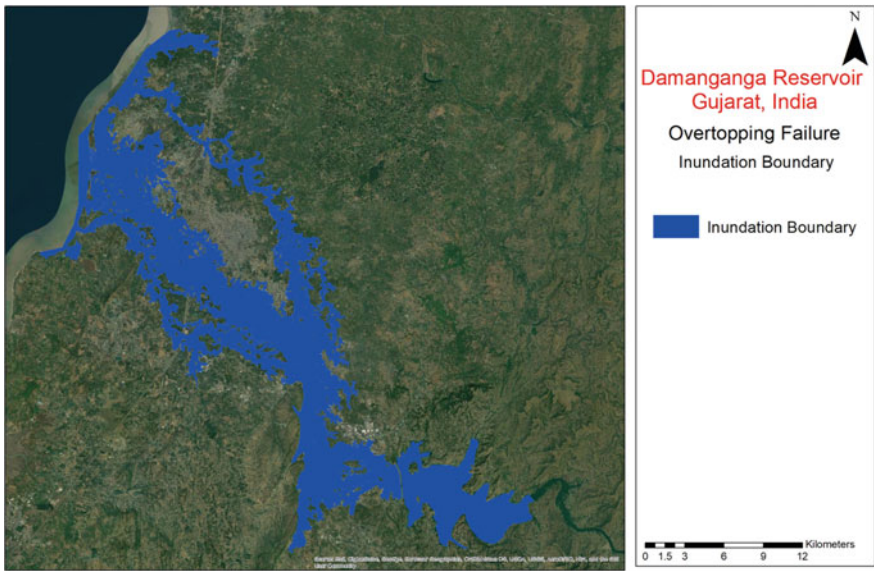 N
Damanganga Reservoir
Gujarat, India
Overtopping Failure
Inundation Boundary
Inundation Boundary
Kilometers
0 1.5 3 6 9 12